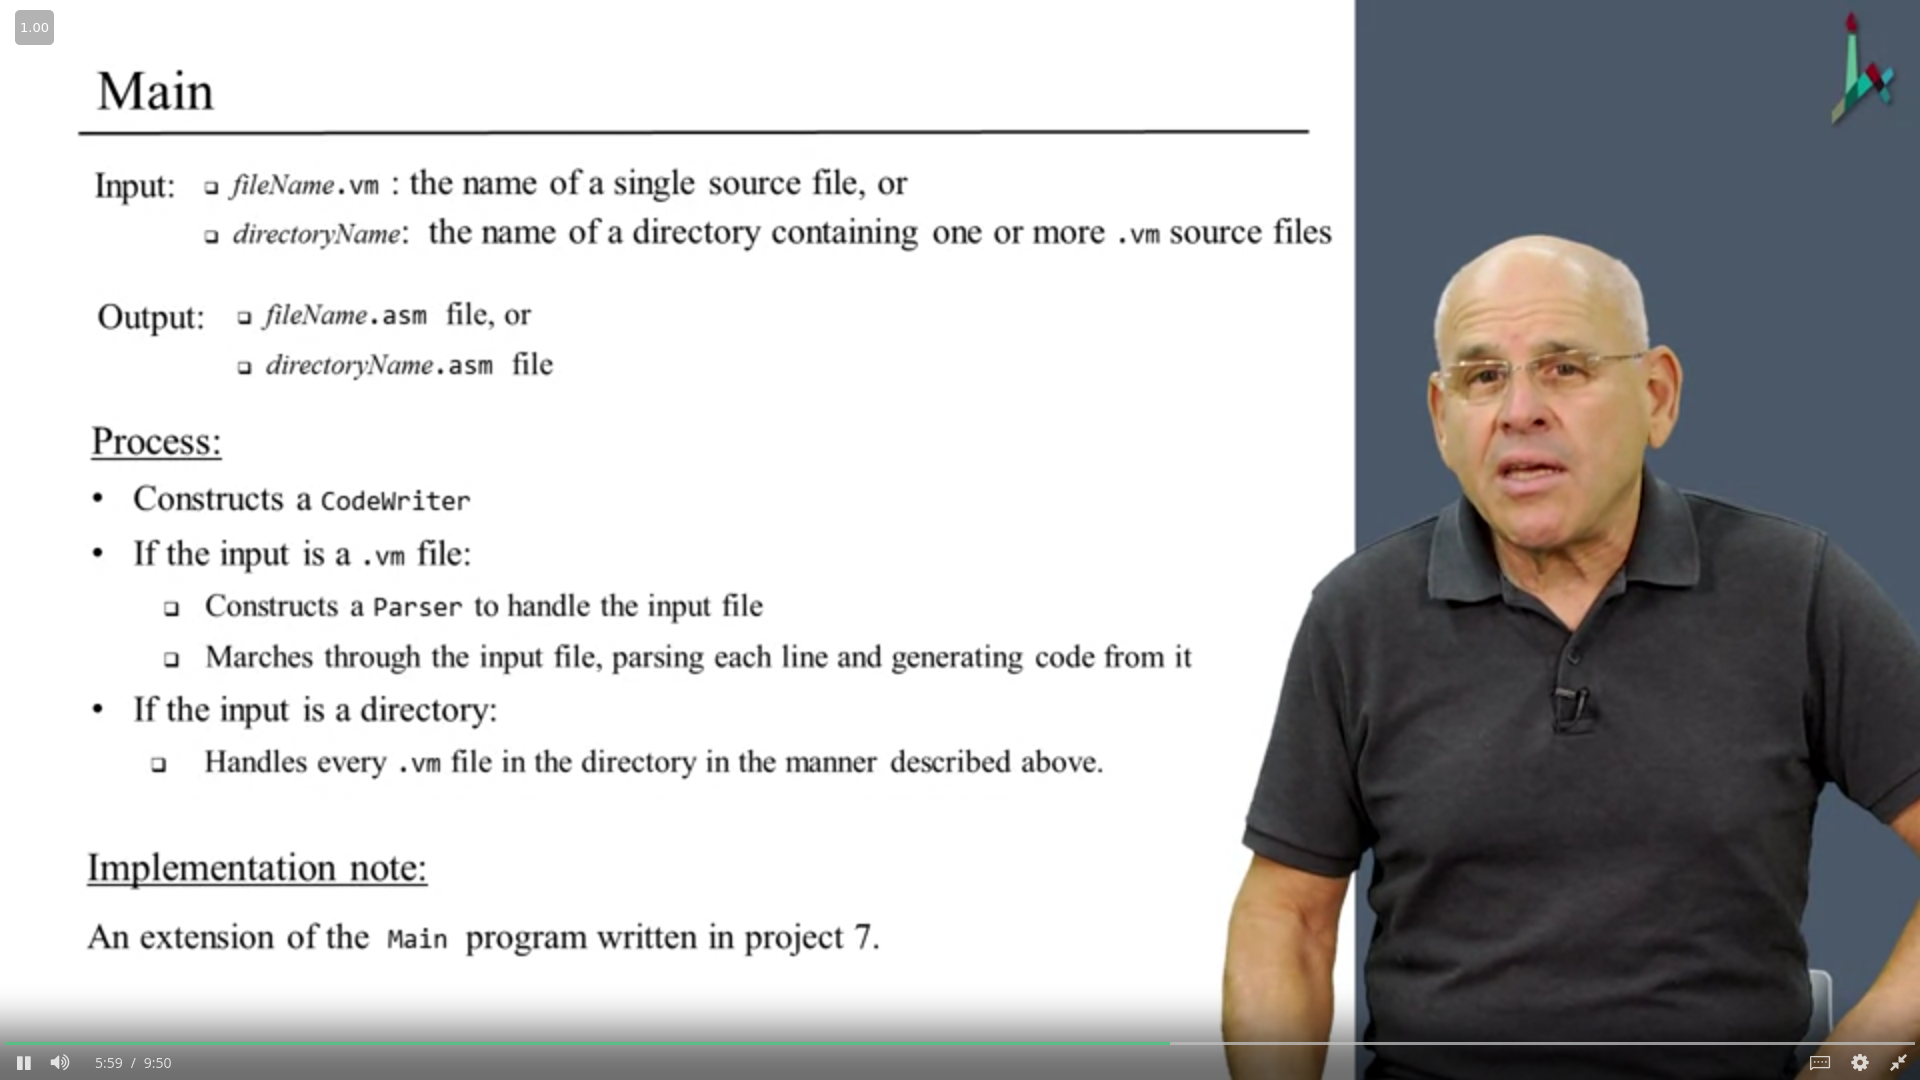 1.00
Main
Input: ❏ fileName.vm : the name of a single source file, or
❏ directoryName: the name of a directory containing one or more .vm source files
Output: ❏ fileName.asm file, or
❏ directoryName.asm file
Process:
• Constructs a CodeWriter
• If the input is a .vm file:
❏ Constructs a Parser to handle the input file
❏ Marches through the input file, parsing each line and generating code from it
• If the input is a directory:
❏ Handles every .vm file in the directory in the manner described above.
Implementation note:
An extension of the Main program written in project 7.
5:59 / 9:50